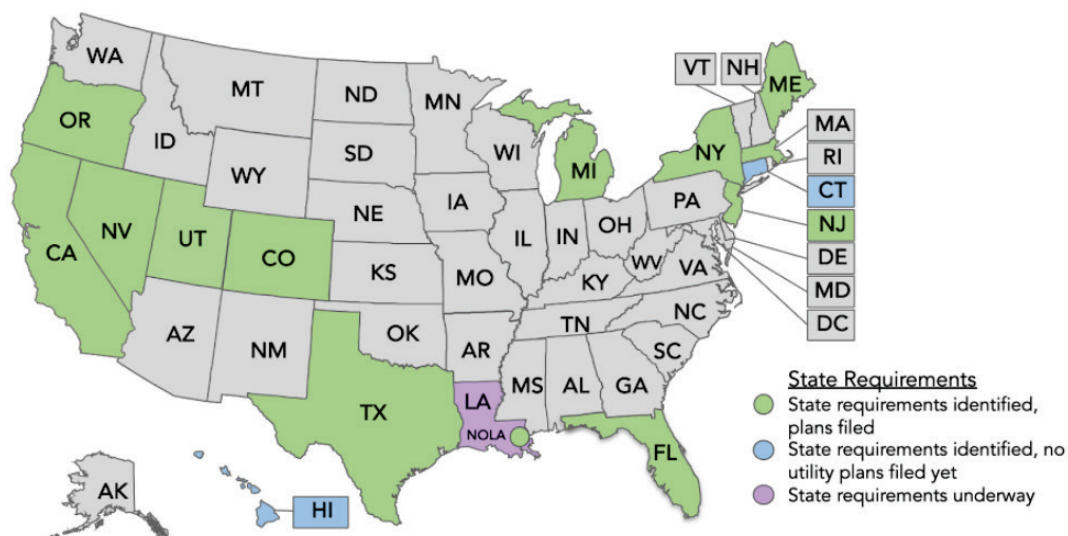 WA
MT
ND
MN
VT
NH
ME
OR
ID
SD
WI
MI
NY
MA
RI
CT
NJ
WY
NE
IA
PA
NV
UT
CO
IL
IN
OH
CA
KS
MO
WV
VA
KY
DE
MD
DC
AZ
NM
OK
TN
NC
AR
SC
TX
LA
MS
AL
GA
NOLA
FL
AK
HI
State Requirements
State requirements identified,
plans filed
State requirements identified, no
utility plans filed yet
State requirements underway